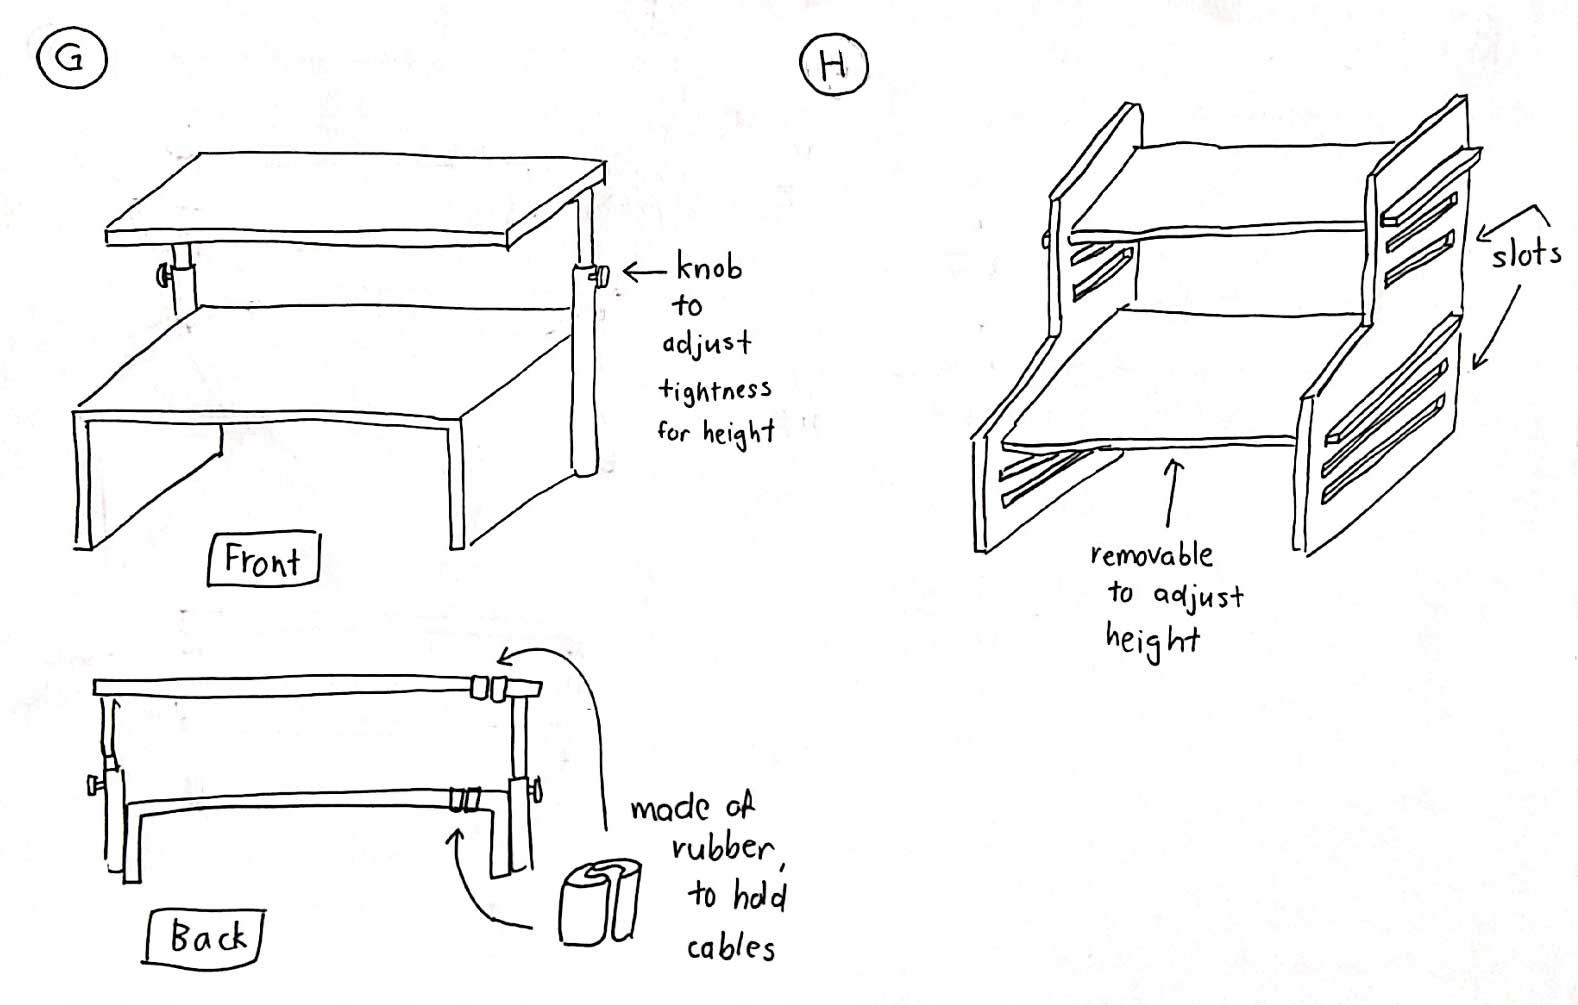 G
knob
to
adjust
tightness
for height
Front
made of
rubber,
to hold
cables
Back
H
slots
removable
to adjust
height